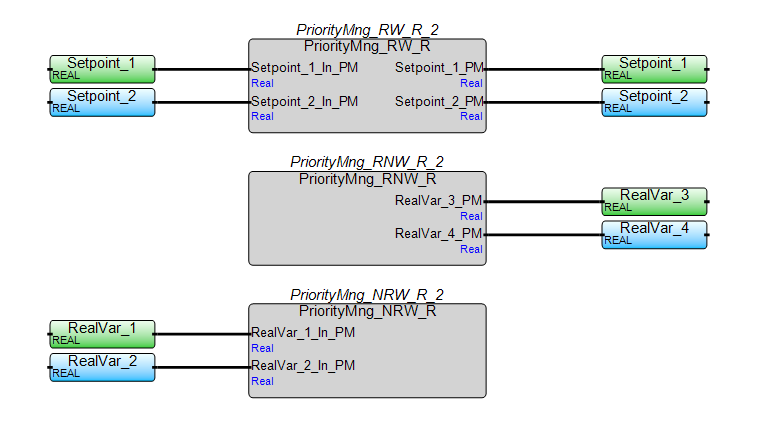 PriorityMng_RW_R_2
PriorityMng_RW_R
Setpoint_1
REAL
Setpoint_1_In_PM
Real
Setpoint_1_PM
Real
Setpoint_1
REAL
Setpoint_2
REAL
Setpoint_2_In_PM
Real
Setpoint_2_PM
Real
Setpoint_2
REAL
PriorityMng_RNW_R_2
PriorityMng_RNW_R
RealVar_3_PM
Real
RealVar_3
REAL
RealVar_4_PM
Real
RealVar_4
REAL
PriorityMng_NRW_R_2
PriorityMng_NRW_R
RealVar_1
REAL
RealVar_1_In_PM
Real
RealVar_2
REAL
RealVar_2_In_PM
Real